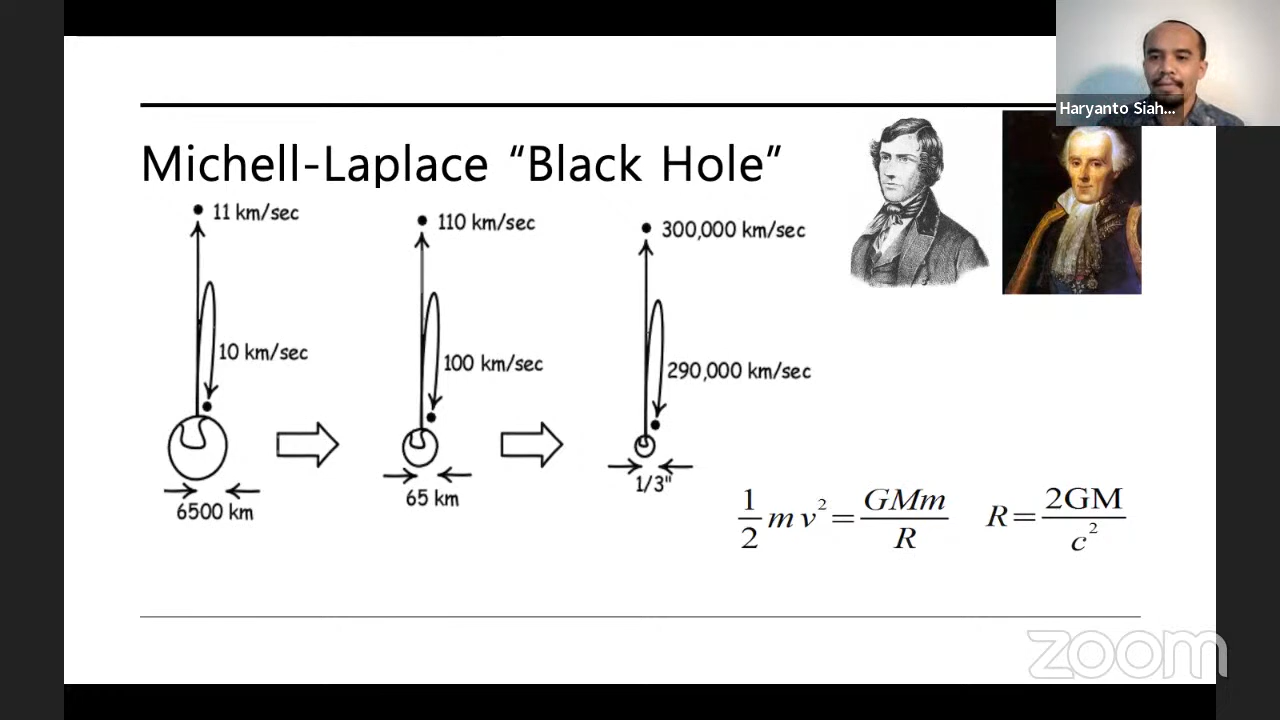 Haryanto Siah...
Michell-Laplace “Black Hole”
11 km/sec
110 km/sec
300,000 km/sec
10 km/sec
100 km/sec
290,000 km/sec
6500 km
65 km
1/3"
1/2 m v² = GMm/R
R = 2GM/c²
zoom